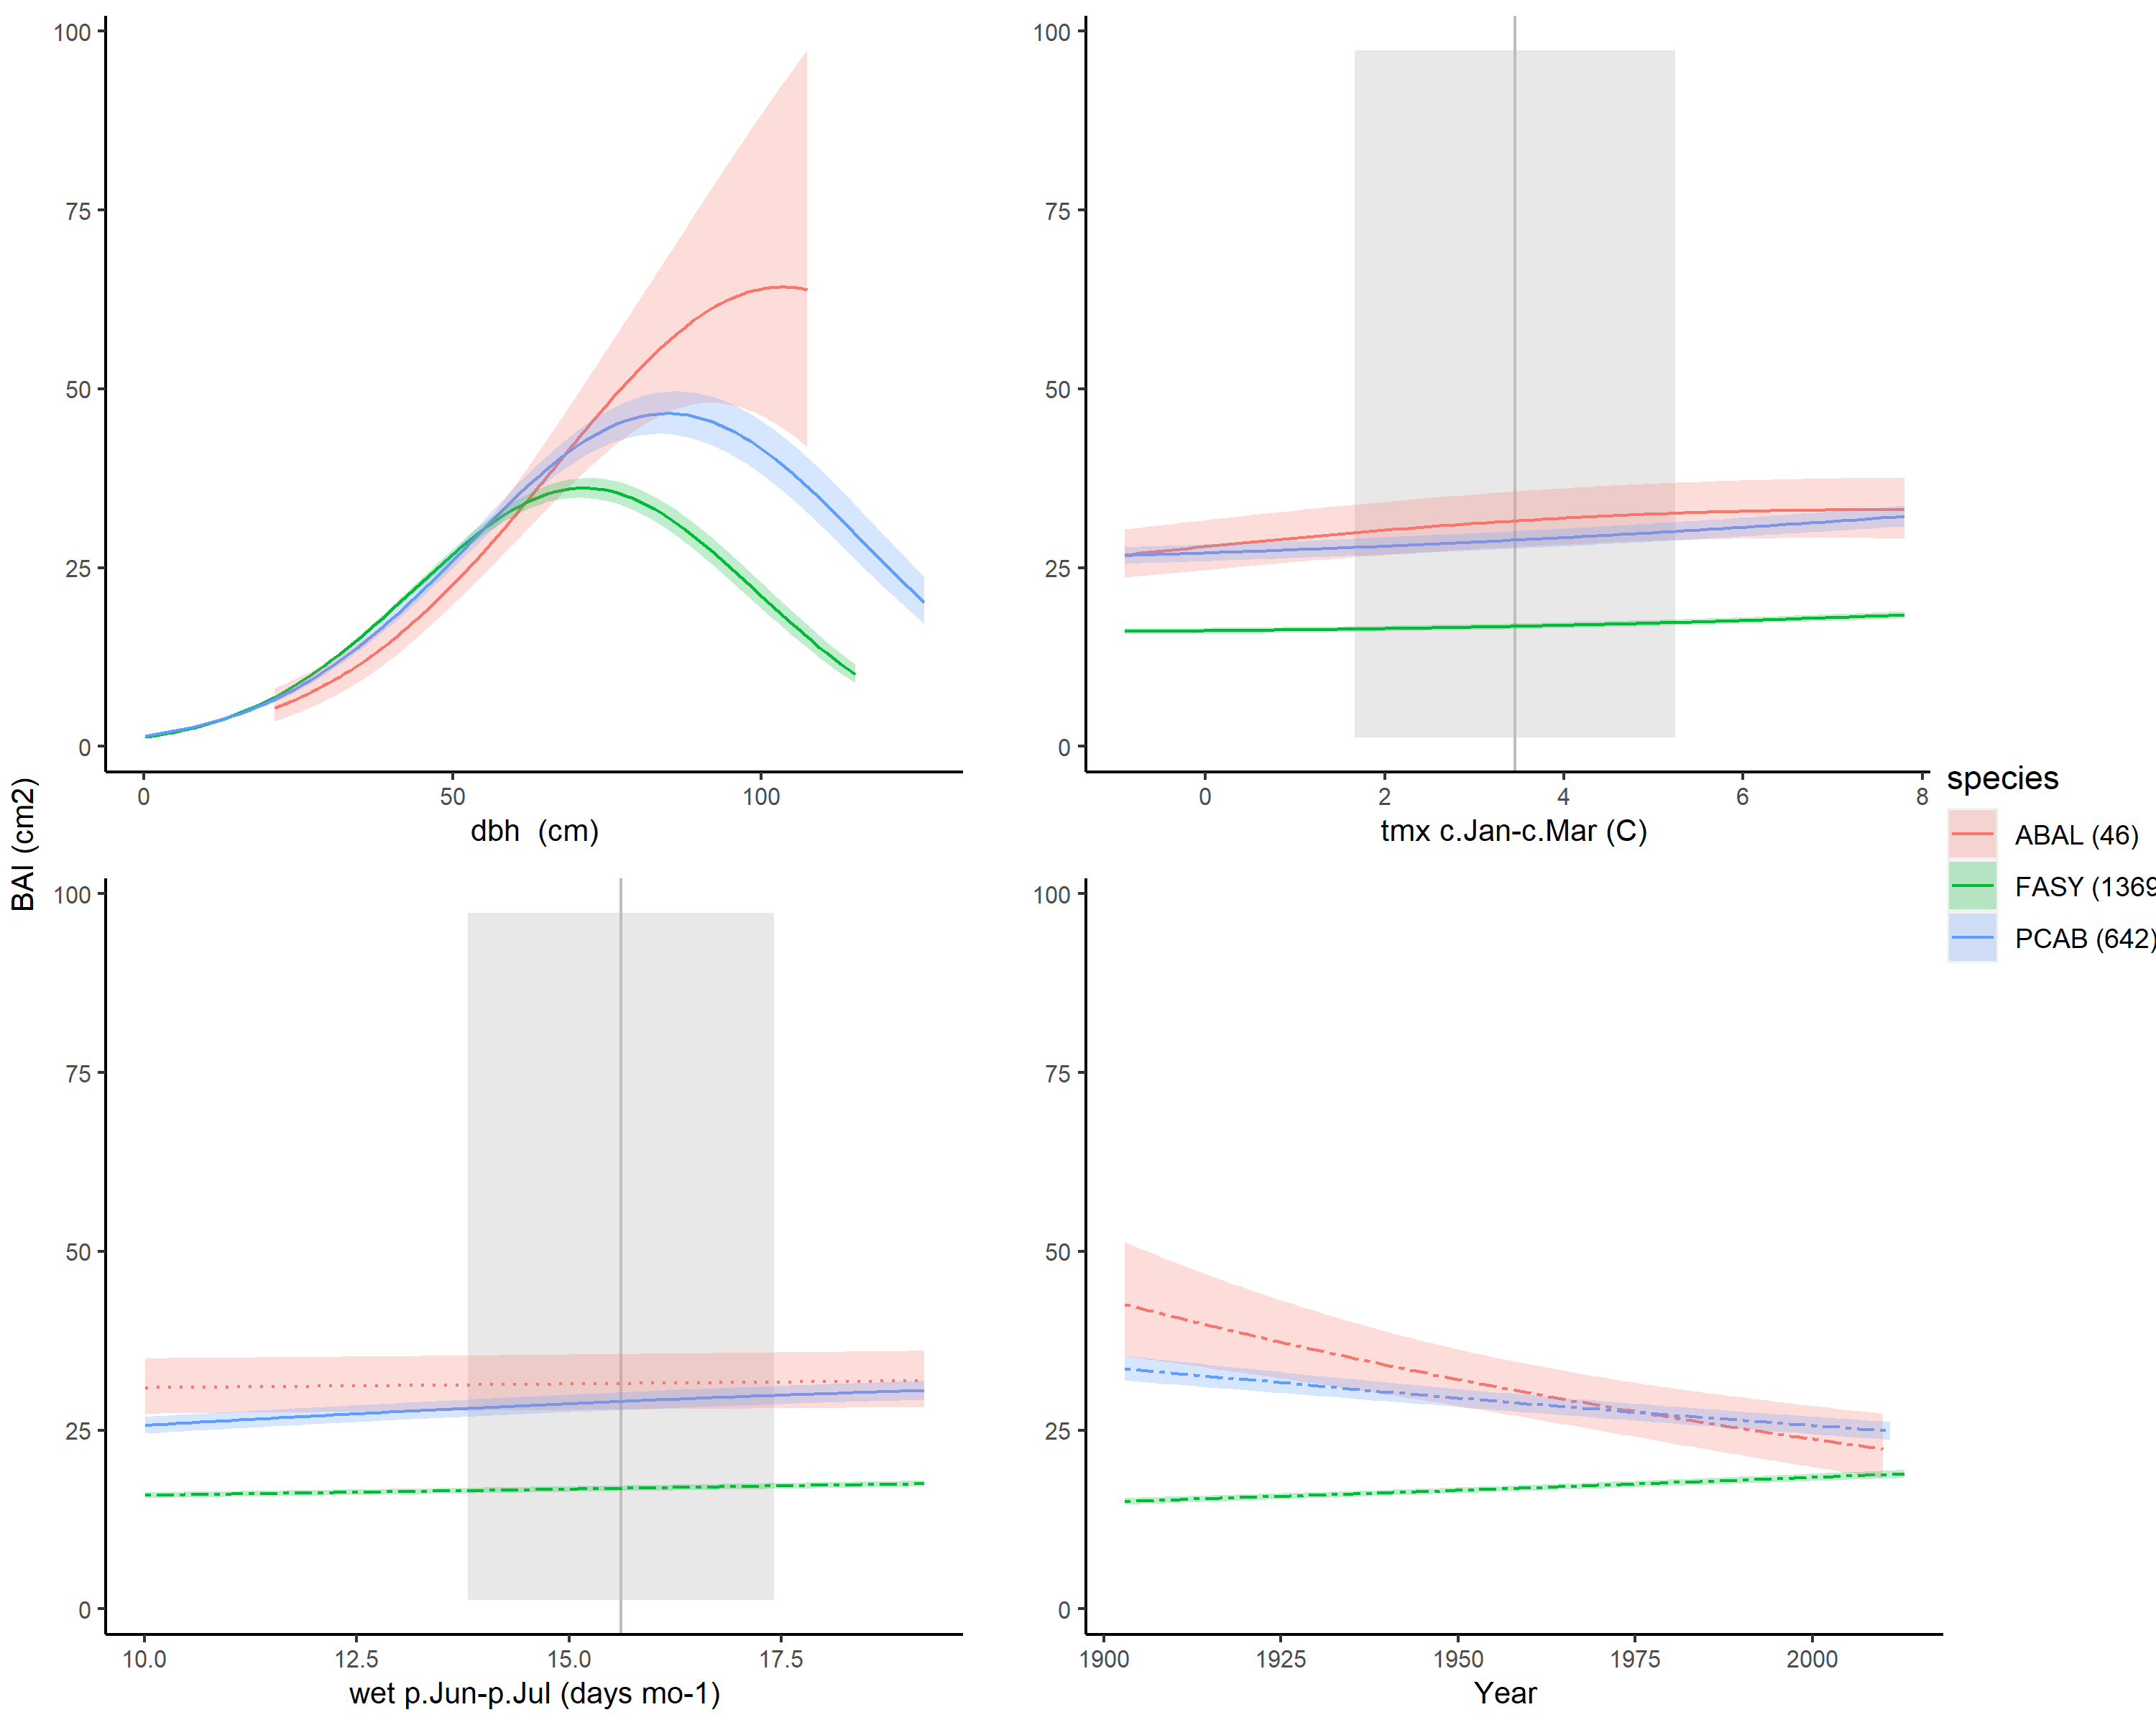 100
75
50
25
0
0 50 100
dbh (cm)
100
75
50
25
0
0 2 4 6 8
tmx c.Jan-c.Mar (C)
BAI (cm2)
100
75
50
25
0
10.0 12.5 15.0 17.5
wet p.Jun-p.Jul (days mo-1)
100
75
50
25
0
1900 1925 1950 1975 2000
Year
species
ABAL (46)
FASY (1369
PCAB (642)